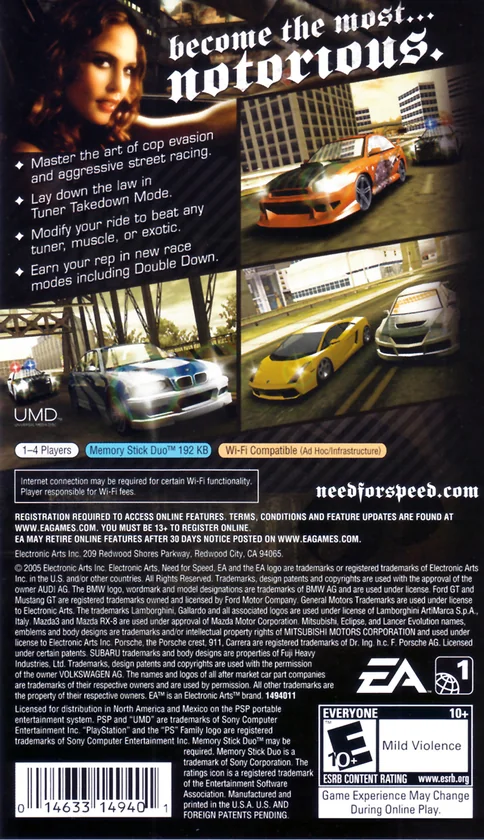 become the most...
notorious.
Master the art of cop evasion
and aggressive street racing.
Lay down the law in
Tuner Takedown Mode.
Modify your ride to beat any
tuner, muscle, or exotic.
Earn your rep in new race
modes including Double Down.
UMD
1-4 Players
Memory Stick Duo™ 192 KB
Wi-Fi Compatible (Ad Hoc/Infrastructure)
Internet connection may be required for certain Wi-Fi functionality.
Player responsible for Wi-Fi fees.
needforspeed.com
REGISTRATION REQUIRED TO ACCESS ONLINE FEATURES. TERMS, CONDITIONS AND FEATURE UPDATES ARE FOUND AT
WWW.EAGAMES.COM. YOU MUST BE 13+ TO REGISTER ONLINE.
EA MAY RETIRE ONLINE FEATURES AFTER 30 DAYS NOTICE POSTED ON WWW.EAGAMES.COM.
Electronic Arts Inc. 209 Redwood Shores Parkway, Redwood City, CA 94065.
© 2005 Electronic Arts Inc. Electronic Arts, EA, Need for Speed, EA and the EA logo are trademarks or registered trademarks of Electronic Arts
Inc. in the U.S. and/or other countries. All Rights Reserved. Trademarks, design patents and copyrights are used with the approval of the
owner AUDI AG. The BMW logo, wordmark and model designations are trademarks of BMW AG and are used under license. Ford GT and
Mustang GT are registered trademarks owned and licensed by Ford Motor Company. General Motors Trademarks used under license
to Electronic Arts. The trademarks Lamborghini, Gallardo and all associated logos are used under license of Lamborghini ArtiMarca S.p.A.,
Italy. Mazda3 and Mazda RX-8 are used under approval of Mazda Motor Corporation. Mitsubishi, Eclipse, and Lancer Evolution names,
emblems and body designs are trademarks and/or intellectual property rights of MITSUBISHI MOTORS CORPORATION and used under
license to Electronic Arts Inc. Porsche, the Porsche crest, 911, Carrera are registered trademarks of Dr. Ing. h.c. F. Porsche AG. Licensed
under certain patents. SUBARU trademarks and body designs are properties of Fuji Heavy
Industries, Ltd. Trademarks, design patents and copyrights are used with the permission
of the owner VOLKSWAGEN AG. The names and logos of all after market car part companies
are trademarks of their respective owners and are used by permission. All other trademarks are
the property of their respective owners. EA™ is an Electronic Arts™ brand. 1494011
EA
1
Licensed for distribution in North America and Mexico on the PSP portable
entertainment system. PSP and "UMD" are trademarks of Sony Computer
Entertainment Inc. "PlayStation" and the "PS" Family logo are registered
trademarks of Sony Computer Entertainment Inc. Memory Stick Duo™ may be
required. Memory Stick Duo is a
trademark of Sony Corporation. The
ratings icon is a registered trademark
of the Entertainment Software
Association. Manufactured and
printed in the U.S.A. U.S. AND
FOREIGN PATENTS PENDING.
0 14633 14940 1
EVERYONE 10+
E
10+
Mild Violence
ESRB CONTENT RATING www.esrb.org
Game Experience May Change
During Online Play.